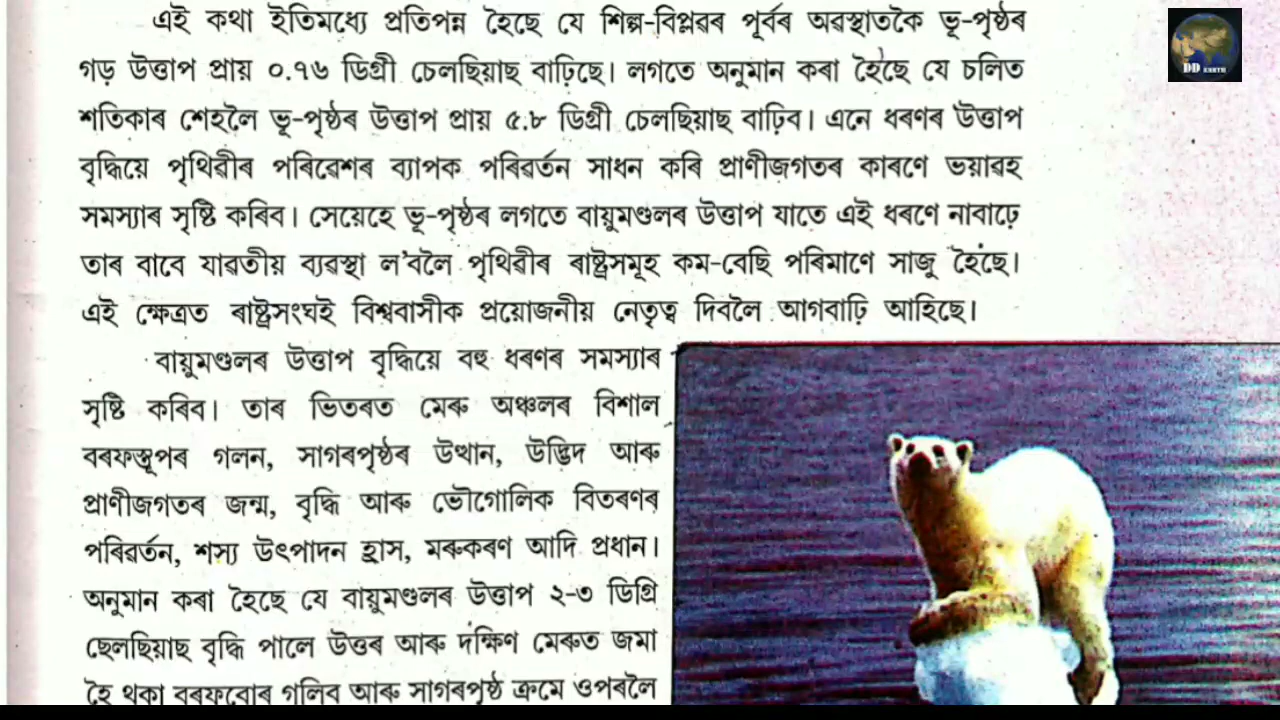 এই কথা ইতিমধ্যে প্ৰতিপন্ন হৈছে যে শিল্প-বিপ্লৱৰ পূৰ্বৰ অৱস্থাতকৈ ভূ-পৃষ্ঠৰ
গড় উত্তাপ প্ৰায় ০.৭৬ ডিগ্ৰী চেলছিয়াছ বাঢ়িছে। লগতে অনুমান কৰা হৈছে যে চলিত
শতিকাৰ শেহলৈ ভূ-পৃষ্ঠৰ উত্তাপ প্ৰায় ৫.৮ ডিগ্ৰী চেলছিয়াছ বাঢ়িব। এনে ধৰণৰ উত্তাপ
বৃদ্ধিয়ে পৃথিৱীৰ পৰিৱেশৰ ব্যাপক পৰিৱৰ্তন সাধন কৰি প্ৰাণীজগতৰ কাৰণে ভয়াৱহ
সমস্যাৰ সৃষ্টি কৰিব। সেয়েহে ভূ-পৃষ্ঠৰ লগতে বায়ুমণ্ডলৰ উত্তাপ যাতে এই ধৰণে নাবাঢ়ে
তাৰ বাবে যাৱতীয় ব্যৱস্থা ল'বলৈ পৃথিৱীৰ ৰাষ্ট্ৰসমূহ কম-বেছি পৰিমাণে সাজু হৈছে।
এই ক্ষেত্ৰত ৰাষ্ট্ৰসংঘই বিশ্ববাসীক প্ৰয়োজনীয় নেতৃত্ব দিবলৈ আগবাঢ়ি আহিছে।
বায়ুমণ্ডলৰ উত্তাপ বৃদ্ধিয়ে বহু ধৰণৰ সমস্যাৰ
সৃষ্টি কৰিব। তাৰ ভিতৰত মেৰু অঞ্চলৰ বিশাল
বৰফস্তূপৰ গলন, সাগৰপৃষ্ঠৰ উত্থান, উদ্ভিদ আৰু
প্ৰাণীজগতৰ জন্ম, বৃদ্ধি আৰু ভৌগোলিক বিতৰণৰ
পৰিৱৰ্তন, শস্য উৎপাদন হ্ৰাস, মৰুকৰণ আদি প্ৰধান।
অনুমান কৰা হৈছে যে বায়ুমণ্ডলৰ উত্তাপ ২-৩ ডিগ্ৰি
ছেলছিয়াছ বৃদ্ধি পালে উত্তৰ আৰু দক্ষিণ মেৰুত জমা
হৈ থকা বৰফবোৰ গলিব আৰু সাগৰপৃষ্ঠ ক্ৰমে ওপৰলৈ
DD EARTH